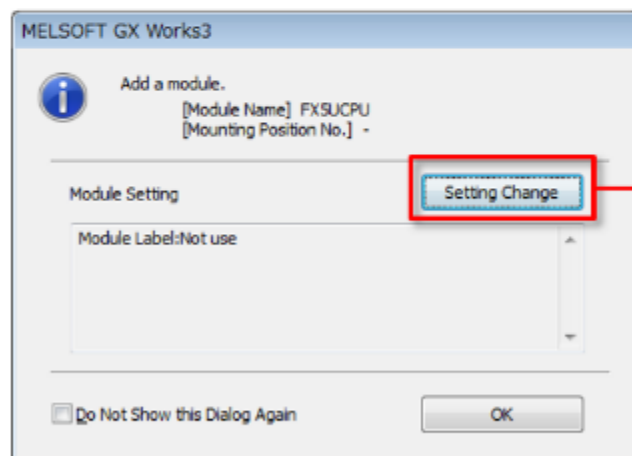 MELSOFT GX Works3
Add a module.
[Module Name] FX5UCPU
[Mounting Position No.] -
Module Setting
Setting Change
Module Label:Not use
Do Not Show this Dialog Again
OK